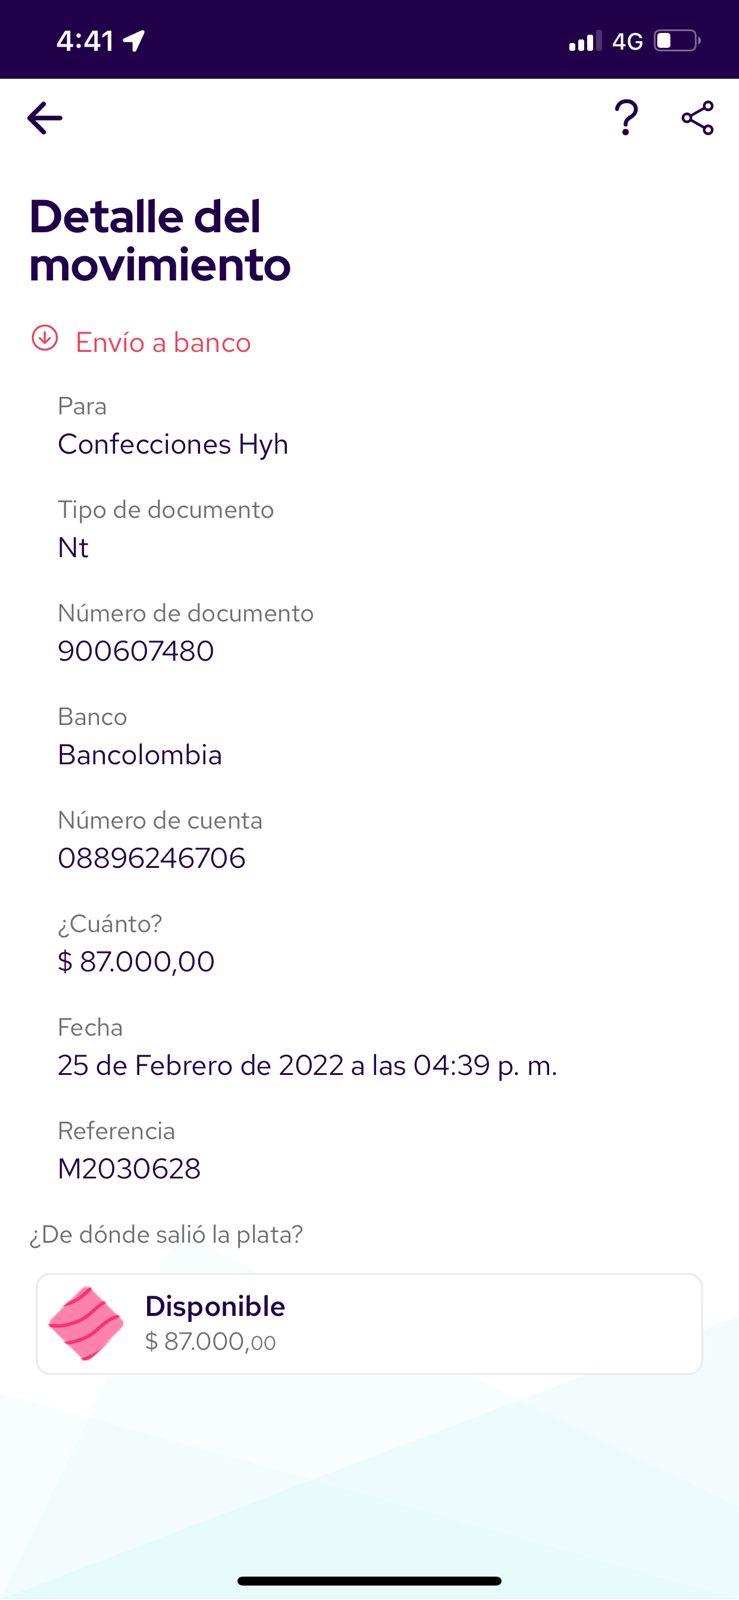 4:41
4G
Detalle del
movimiento
Envío a banco
Para
Confecciones Hyh
Tipo de documento
Nt
Número de documento
900607480
Banco
Bancolombia
Número de cuenta
08896246706
¿Cuánto?
$ 87.000,00
Fecha
25 de Febrero de 2022 a las 04:39 p. m.
Referencia
M2030628
¿De dónde salió la plata?
Disponible
$ 87.000,00